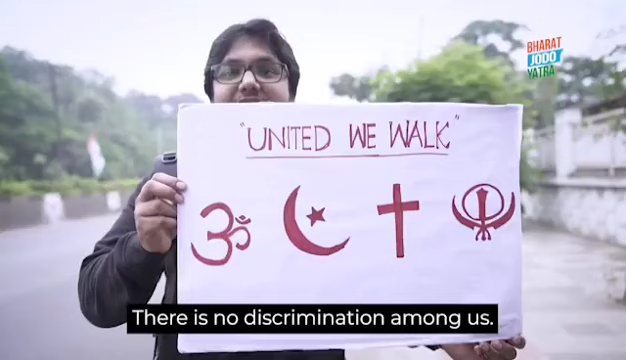 BHARAT
JODO
YATRA
"UNITED WE WALK"
There is no discrimination among us.